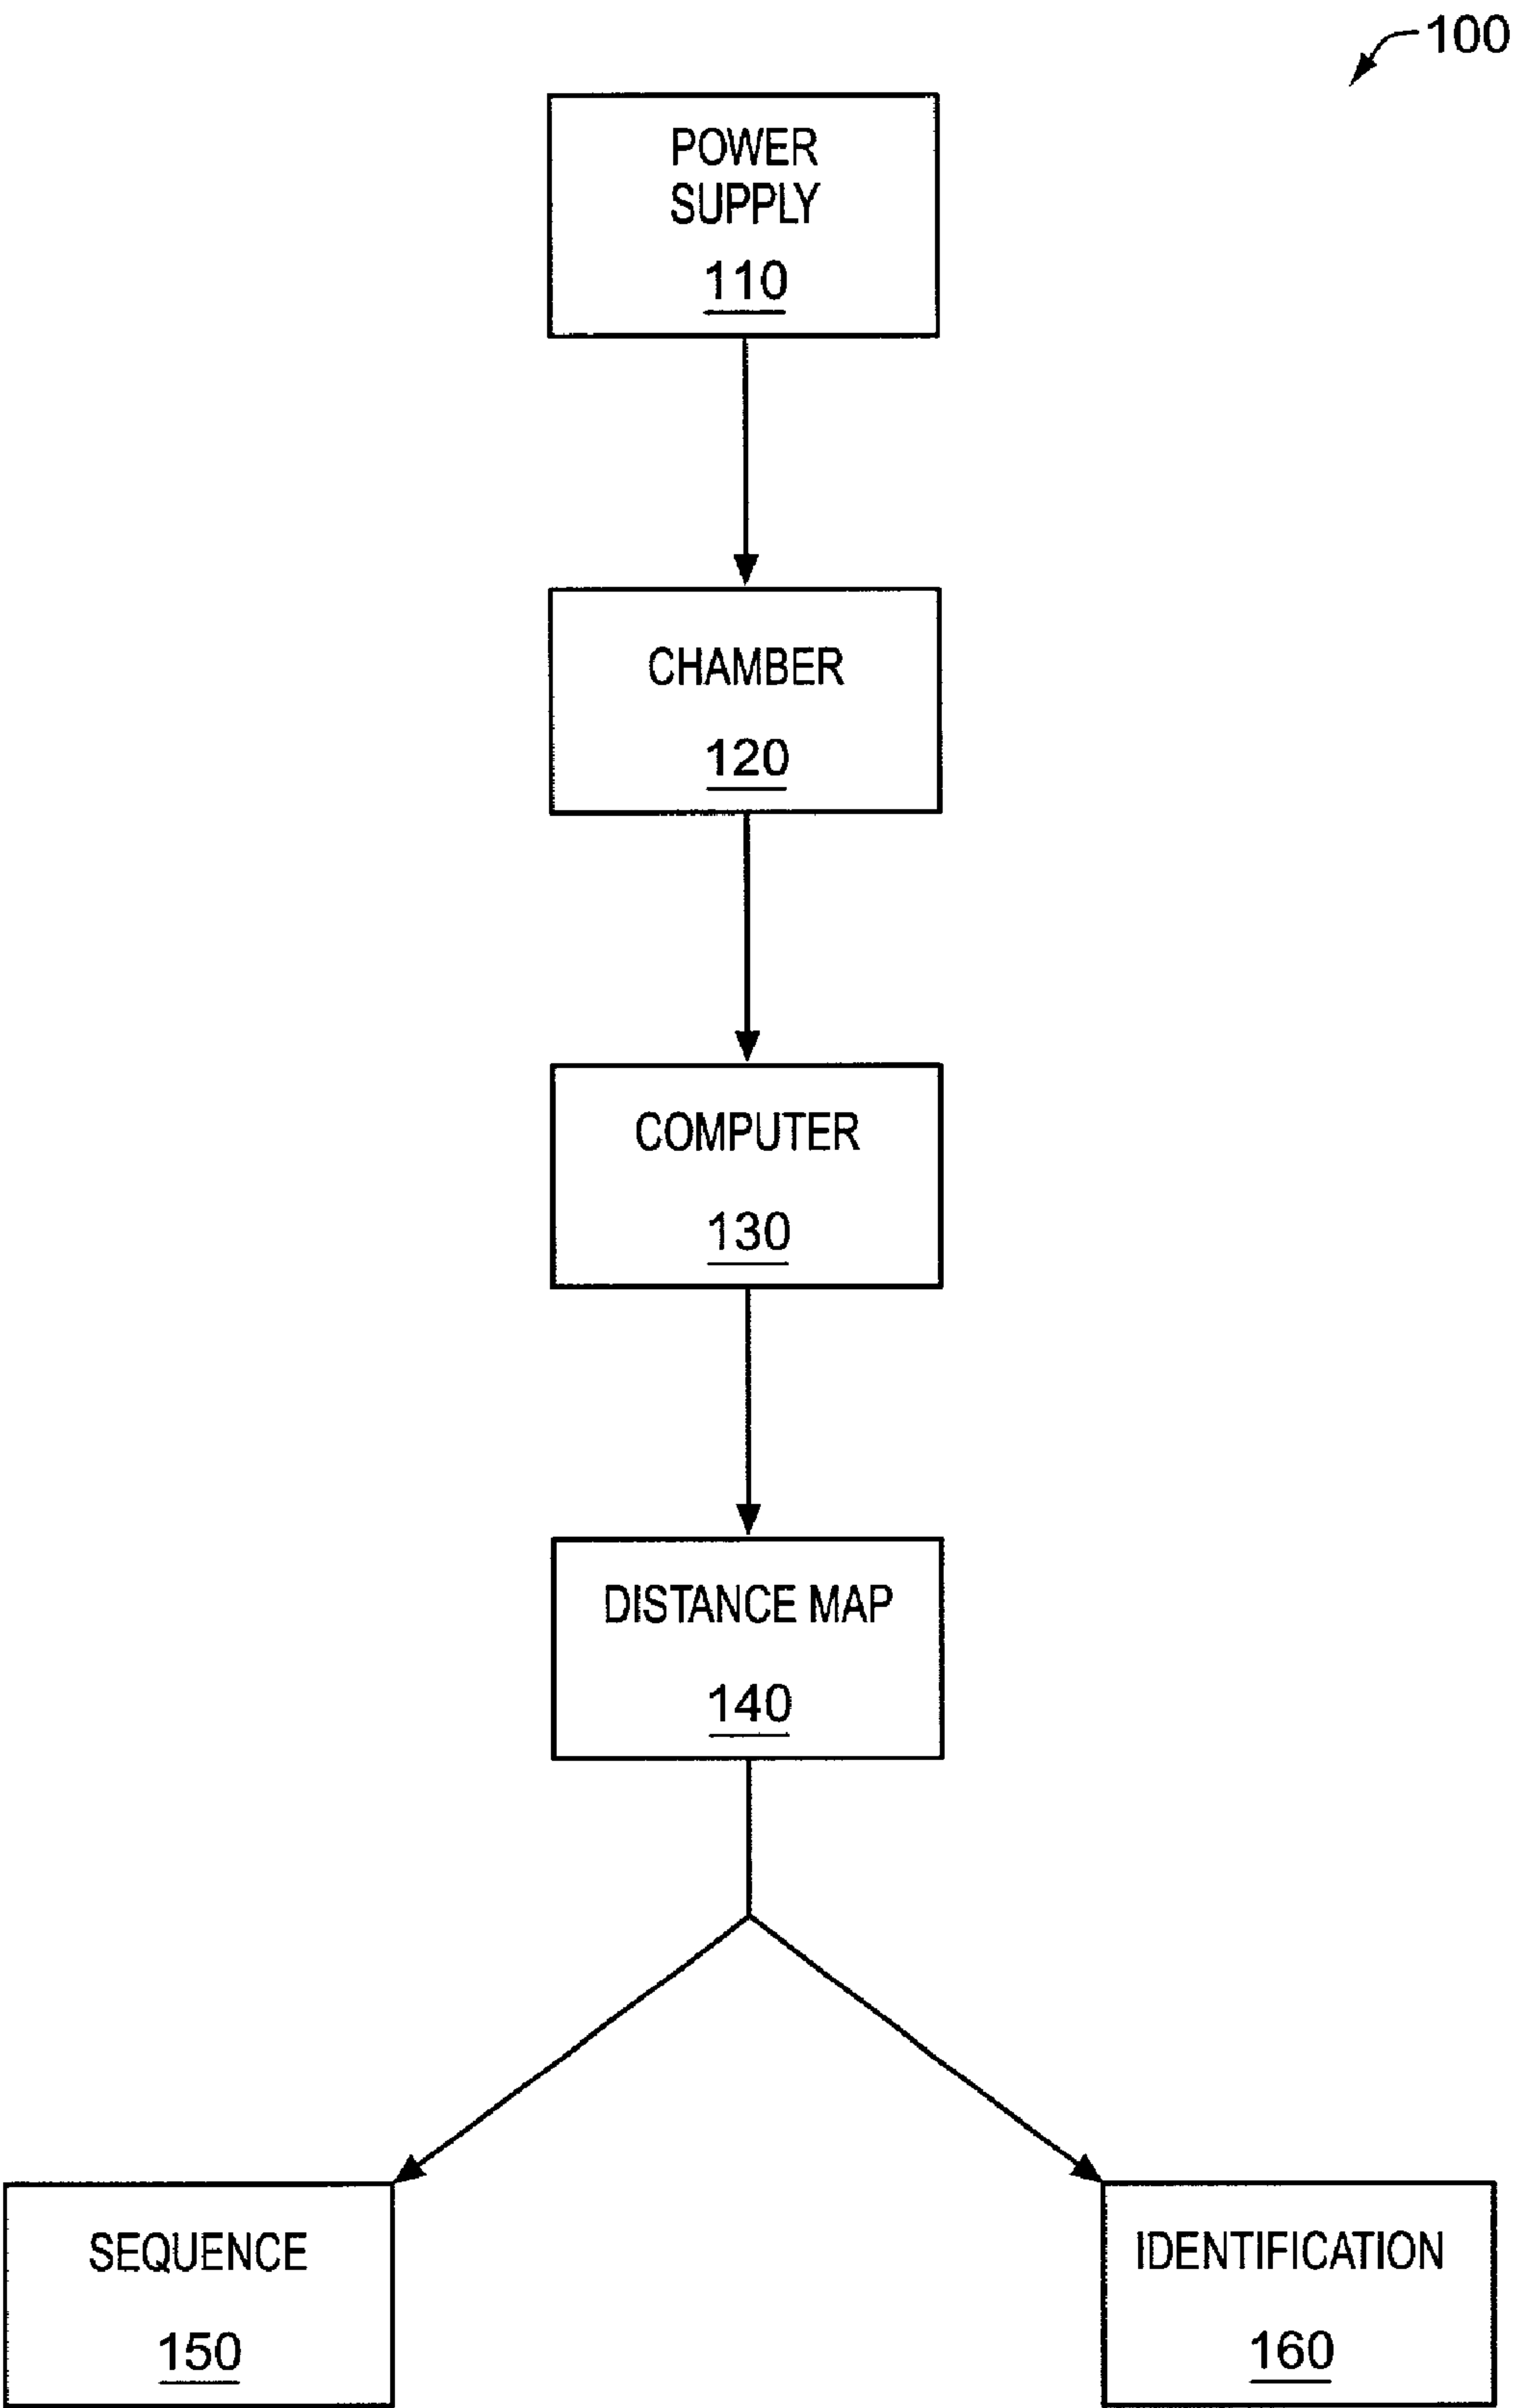 100
POWER
SUPPLY
110
CHAMBER
120
COMPUTER
130
DISTANCE MAP
140
SEQUENCE
150
IDENTIFICATION
160